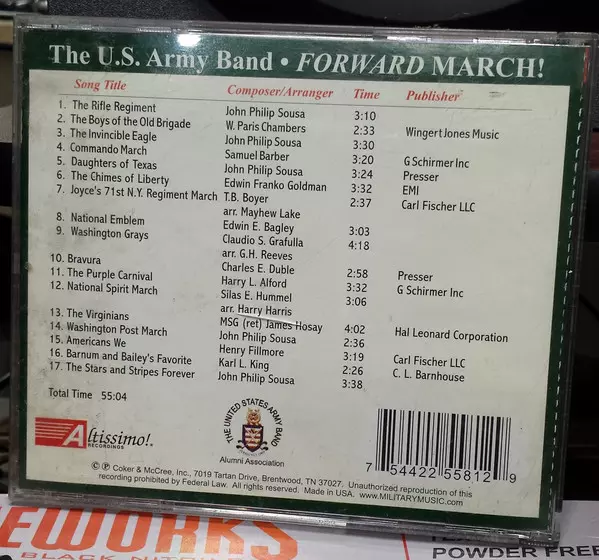 The U.S. Army Band • FORWARD MARCH!
Song Title Composer/Arranger Time Publisher
1. The Rifle Regiment John Philip Sousa 3:10
2. The Boys of the Old Brigade W. Paris Chambers 2:33 Wingert Jones Music
3. The Invincible Eagle John Philip Sousa 3:30
4. Commando March Samuel Barber 3:20 G Schirmer Inc
5. Daughters of Texas John Philip Sousa 3:24 Presser
6. The Chimes of Liberty Edwin Franko Goldman 3:32 EMI
7. Joyce's 71st N.Y. Regiment March T.B. Boyer 2:37 Carl Fischer LLC
arr. Mayhew Lake
8. National Emblem Edwin E. Bagley 3:03
9. Washington Grays Claudio S. Grafulla 4:18
arr. G.H. Reeves
10. Bravura Charles E. Duble 2:58 Presser
11. The Purple Carnival Harry L. Alford 3:32 G Schirmer Inc
12. National Spirit March Silas E. Hummel 3:06
arr. Harry Harris
13. The Virginians MSG (ret) James Hosay 4:02 Hal Leonard Corporation
14. Washington Post March John Philip Sousa 2:36
15. Americans We Henry Fillmore 3:19 Carl Fischer LLC
16. Barnum and Bailey's Favorite Karl L. King 2:26 C. L. Barnhouse
17. The Stars and Stripes Forever John Philip Sousa 3:38
Total Time 55:04
Altissimo!
RECORDINGS
THE UNITED STATES ARMY BAND
Alumni Association
7 54422 55812 9
© ℗ Coker & McCree, Inc., 7019 Tartan Drive, Brentwood, TN 37027. Unauthorized reproduction of this
recording prohibited by Federal Law. All rights reserved. Made in USA. www.MILITARYMUSIC.com
EWORKS
BLACK NITR
POWDER FREE